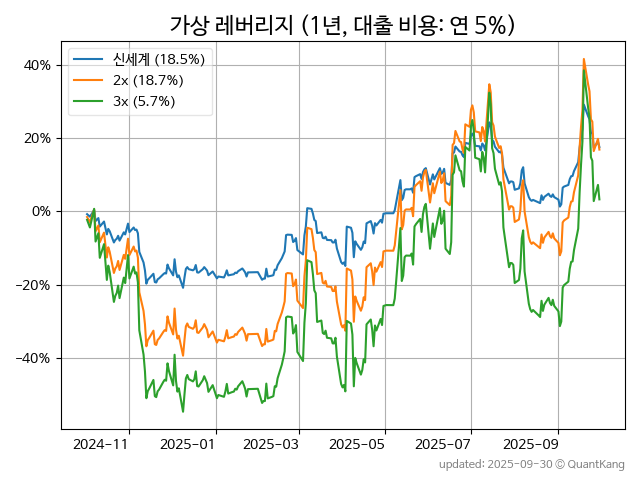 가상 레버리지 (1년, 대출 비용: 연 5%)
신세계 (18.5%)
2x (18.7%)
3x (5.7%)
40%
20%
0%
−20%
−40%
2024-11
2025-01
2025-03
2025-05
2025-07
2025-09
updated: 2025-09-30 ⓒ QuantKang